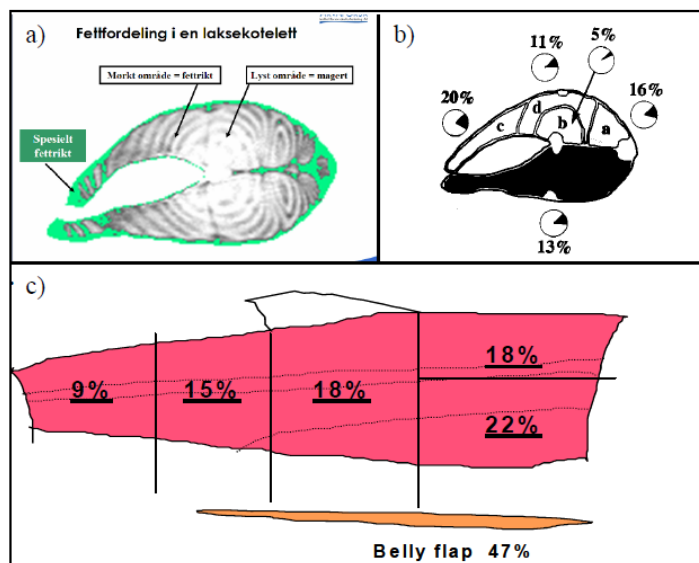 a)
Fettfordeling i en laksekotelett
Mørkt område = fettrikt
Lyst område = magert
Spesielt
fettrikt
b)
5%
11%
16%
20%
d
c
b
a
13%
c)
18%
9%
15%
18%
22%
Belly flap 47%